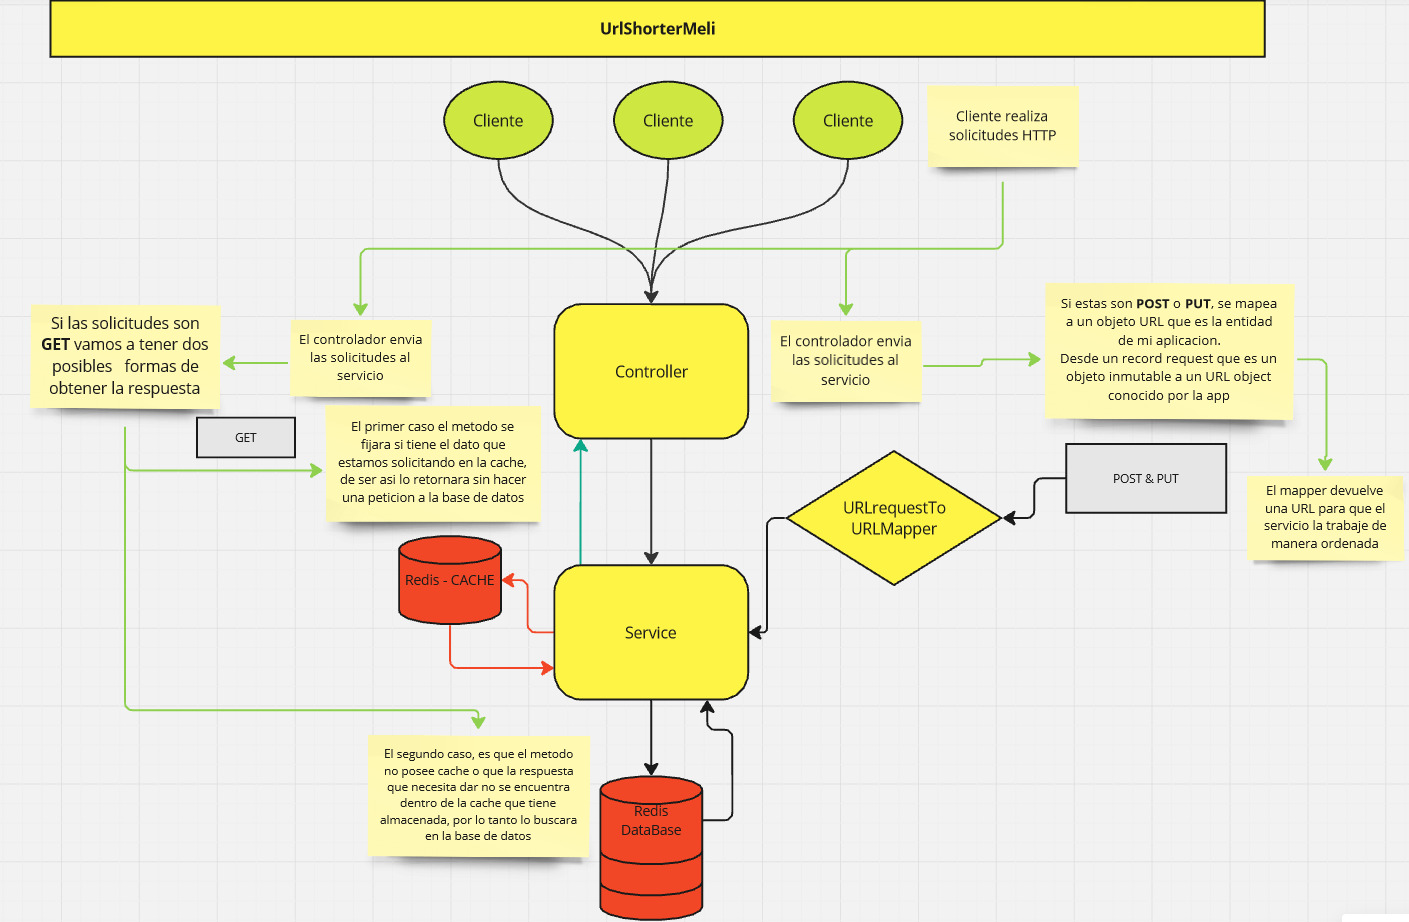 UrlShorterMeli
Cliente
Cliente
Cliente
Cliente realiza
solicitudes HTTP
Si las solicitudes son
GET vamos a tener dos
posibles formas de
obtener la respuesta
El controlador envia
las solicitudes al
servicio
Controller
El controlador envia
las solicitudes al
servicio
Si estas son POST o PUT, se mapea
a un objeto URL que es la entidad
de mi aplicacion.
Desde un record request que es un
objeto inmutable a un URL object
conocido por la app
GET
El primer caso el metodo se
fijara si tiene el dato que
estamos solicitando en la cache,
de ser asi lo retornara sin hacer
una peticion a la base de datos
URLrequestTo
URLMapper
POST & PUT
El mapper devuelve
una URL para que el
servicio la trabaje de
manera ordenada
Redis - CACHE
Service
El segundo caso, es que el metodo
no posee cache o que la respuesta
que necesita dar no se encuentra
dentro de la cache que tiene
almacenada, por lo tanto lo buscara
en la base de datos
Redis
DataBase